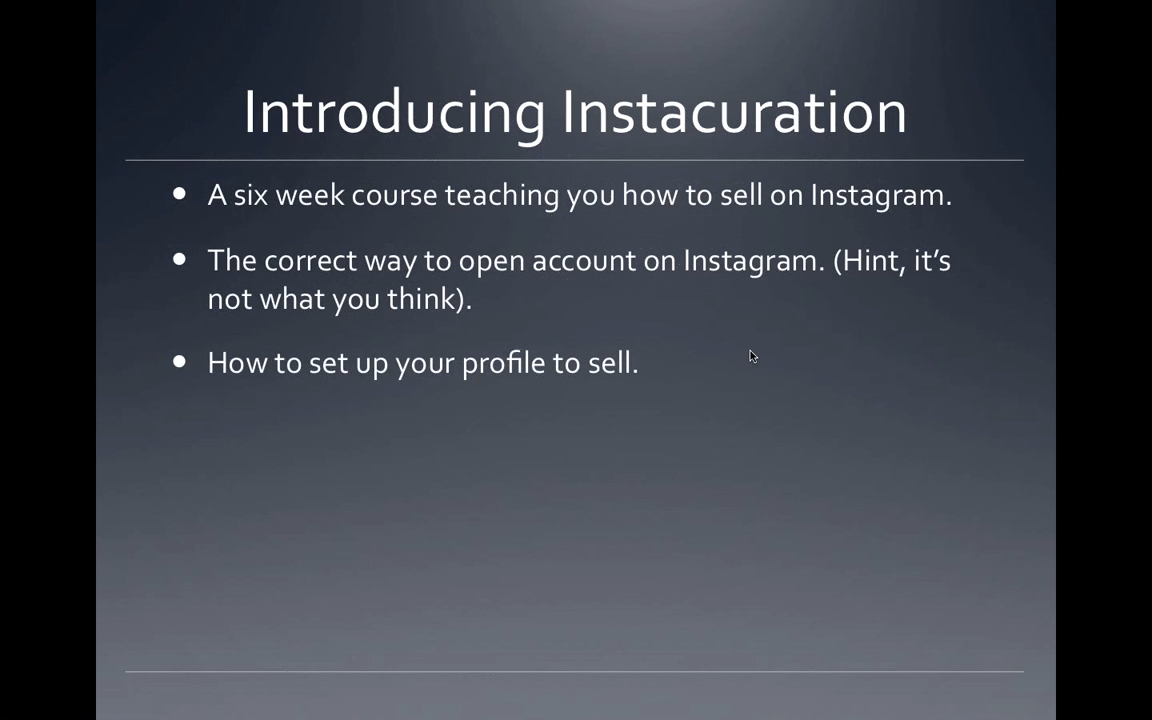 Introducing Instacuration
• A six week course teaching you how to sell on Instagram.
• The correct way to open account on Instagram. (Hint, it’s
not what you think).
• How to set up your profile to sell.